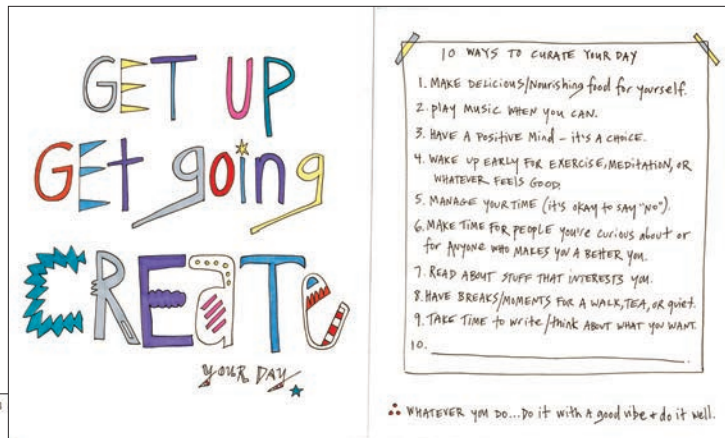 GET UP
GEt going
CREaTe
YOUR DAY
10 WAYS TO CURATE YOUR DAY
1. MAKE DELICIOUS/Nourishing food for yourself.
2. Play MUSIC WHEN you CAN.
3. HAVE A POSITIVE MIND – it's A CHOICE.
4. WAKE UP EARLY FOR EXERCISE, MEDITATION, OR
WHATEVER FEELS GOOD.
5. MANAGE YOUR TIME (it's okay to say "NO").
6. MAKE TIME FOR PEOPLE you're curious about or
for ANYONE WHO MAKES YOU A BETTER YOU.
7. READ ABOUT STUFF THAT INTERESTS YOU.
8. HAVE BREAKS/MOMENTS FOR A WALK, TEA, OR quiet.
9. TAKE TIME to write/think ABOUT WHAT YOU WANT.
10.
WHATEVER YOU DO...Do it with A good vibe + do it well.